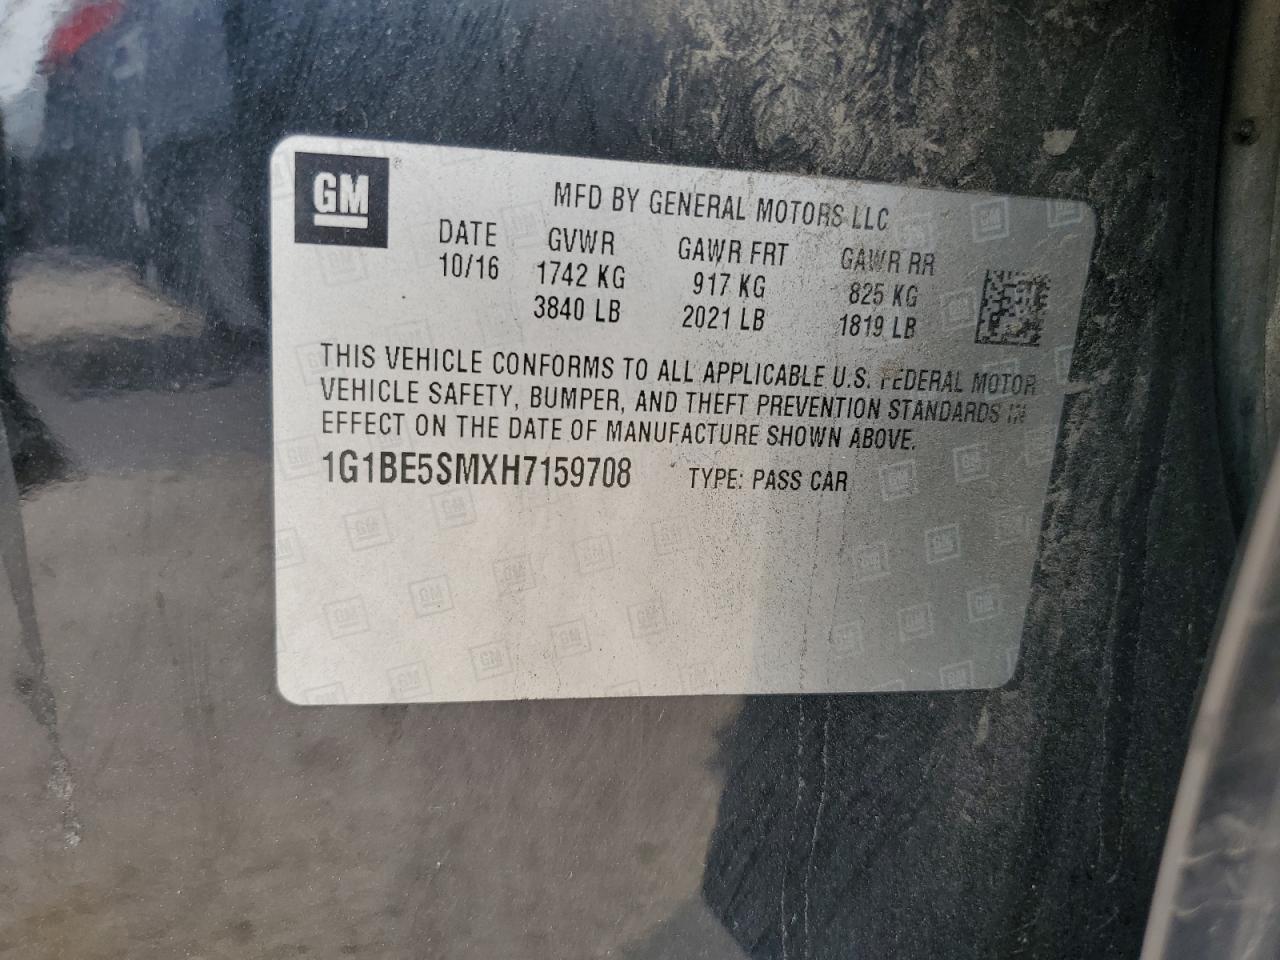 GM
MFD BY GENERAL MOTORS LLC
DATE GVWR GAWR FRT GAWR RR
10/16 1742 KG 917 KG 825 KG
3840 LB 2021 LB 1819 LB
THIS VEHICLE CONFORMS TO ALL APPLICABLE U.S. FEDERAL MOTOR
VEHICLE SAFETY, BUMPER, AND THEFT PREVENTION STANDARDS IN
EFFECT ON THE DATE OF MANUFACTURE SHOWN ABOVE.
1G1BE5SMXH7159708 TYPE: PASS CAR